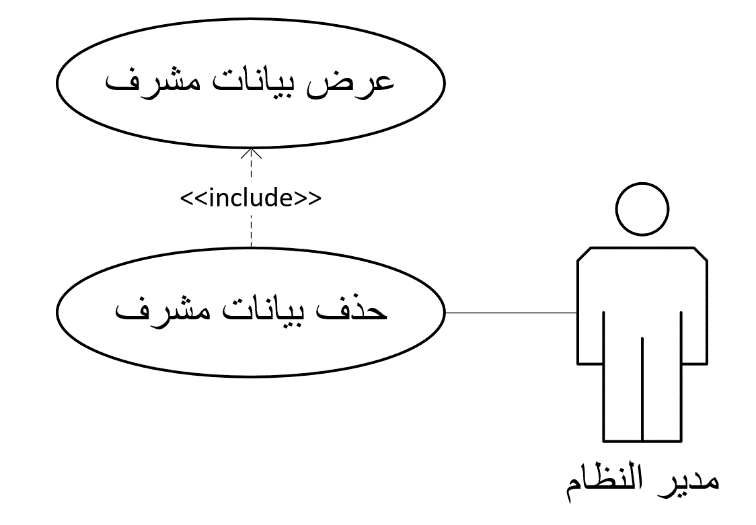 عرض بيانات مشرف
<<include>>
حذف بيانات مشرف
مدير النظام